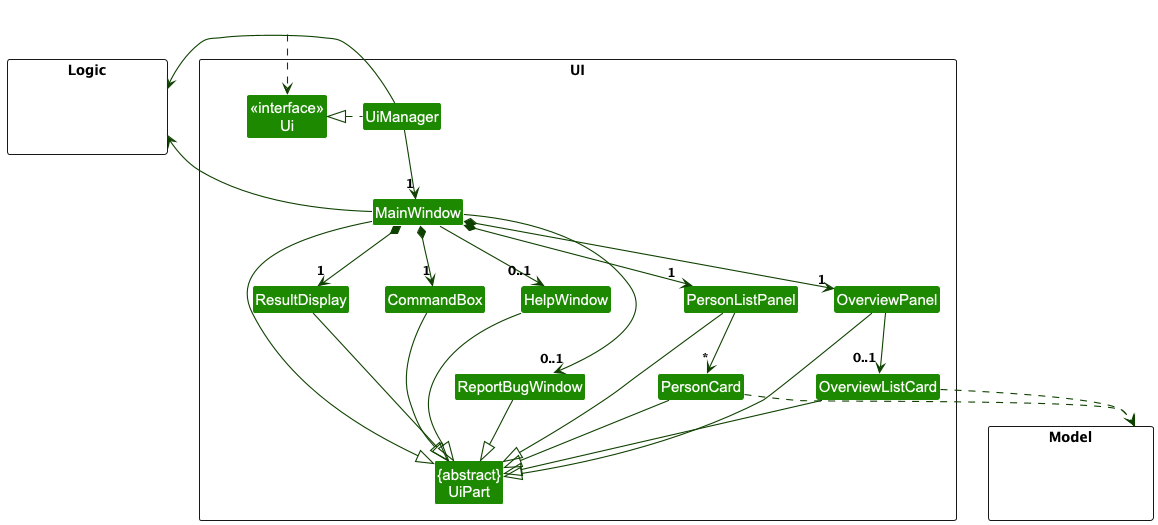 Logic
UI
«interface»
Ui
UiManager
1
MainWindow
1
1
0..1
1
1
ResultDisplay
CommandBox
HelpWindow
PersonListPanel
OverviewPanel
0..1
*
0..1
ReportBugWindow
PersonCard
OverviewListCard
Model
{abstract}
UiPart